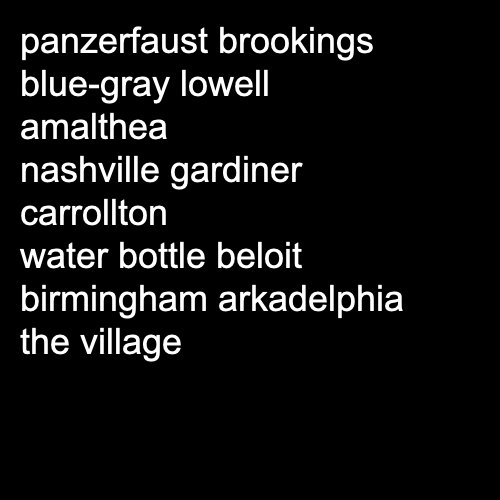 panzerfaust brookings
blue-gray lowell
amalthea
nashville gardiner
carrollton
water bottle beloit
birmingham arkadelphia
the village